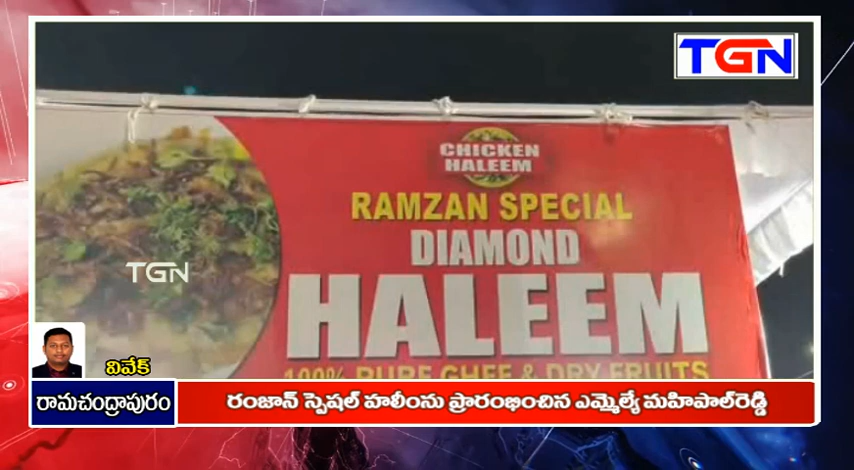 TGN
CHICKEN
HALEEM
RAMZAN SPECIAL
DIAMOND
HALEEM
100% PURE GHEE & DRY FRUITS
TGN
వివేక్
రామచంద్రాపురం
రంజాన్ స్పెషల్ హలీంను ప్రారంభించిన ఎమ్మెల్యే మహిపాల్‌రెడ్డి